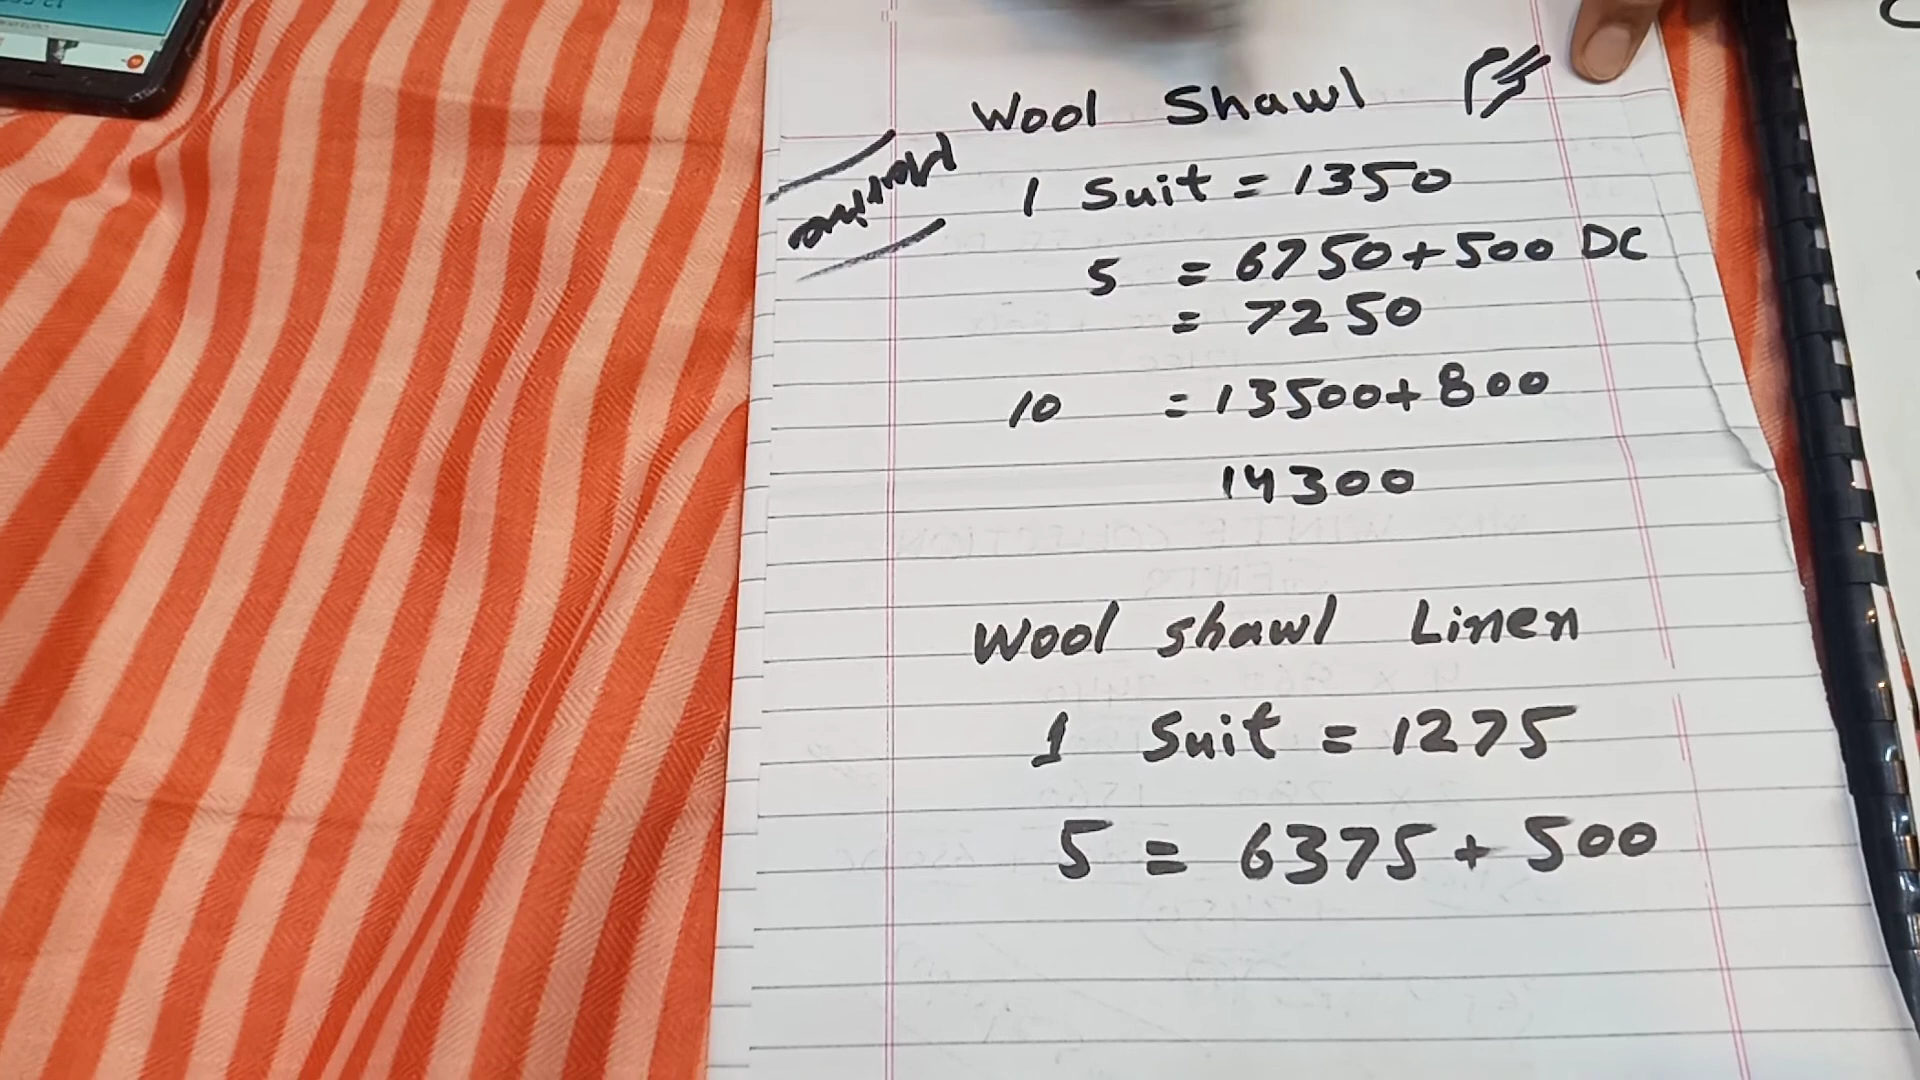 Wool Shawl گرم
1 Suit = 1350
5 = 6750 + 500 DC
= 7250
10 = 13500 + 800
14300
Wool shawl Linen
1 Suit = 1275
5 = 6375 + 500